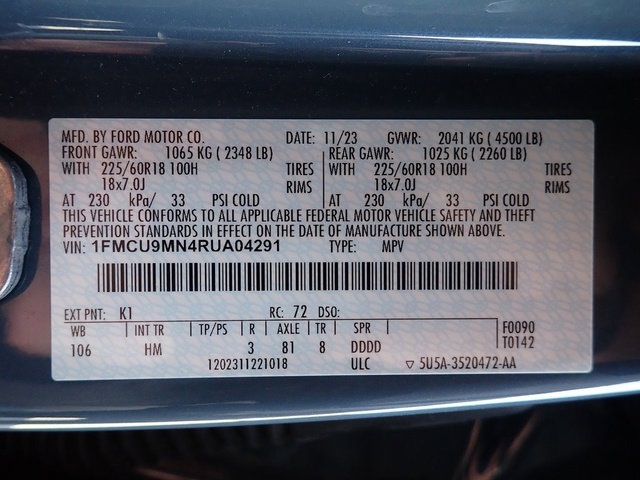 MFD. BY FORD MOTOR CO. DATE: 11/23 GVWR: 2041 KG ( 4500 LB)
FRONT GAWR: 1065 KG ( 2348 LB) REAR GAWR: 1025 KG ( 2260 LB)
WITH 225/60R18 100H TIRES WITH 225/60R18 100H TIRES
18x7.0J RIMS 18x7.0J RIMS
AT 230 kPa/ 33 PSI COLD AT 230 kPa/ 33 PSI COLD
THIS VEHICLE CONFORMS TO ALL APPLICABLE FEDERAL MOTOR VEHICLE SAFETY AND THEFT
PREVENTION STANDARDS IN EFFECT ON THE DATE OF MANUFACTURE SHOWN ABOVE.
VIN: 1FMCU9MN4RUA04291 TYPE: MPV
EXT PNT: K1 RC: 72 DSO:
WB INT TR TP/PS R AXLE TR SPR F0090
106 HM 3 81 8 DDDD T0142
1202311221018 ULC ▽ 5U5A-3520472-AA